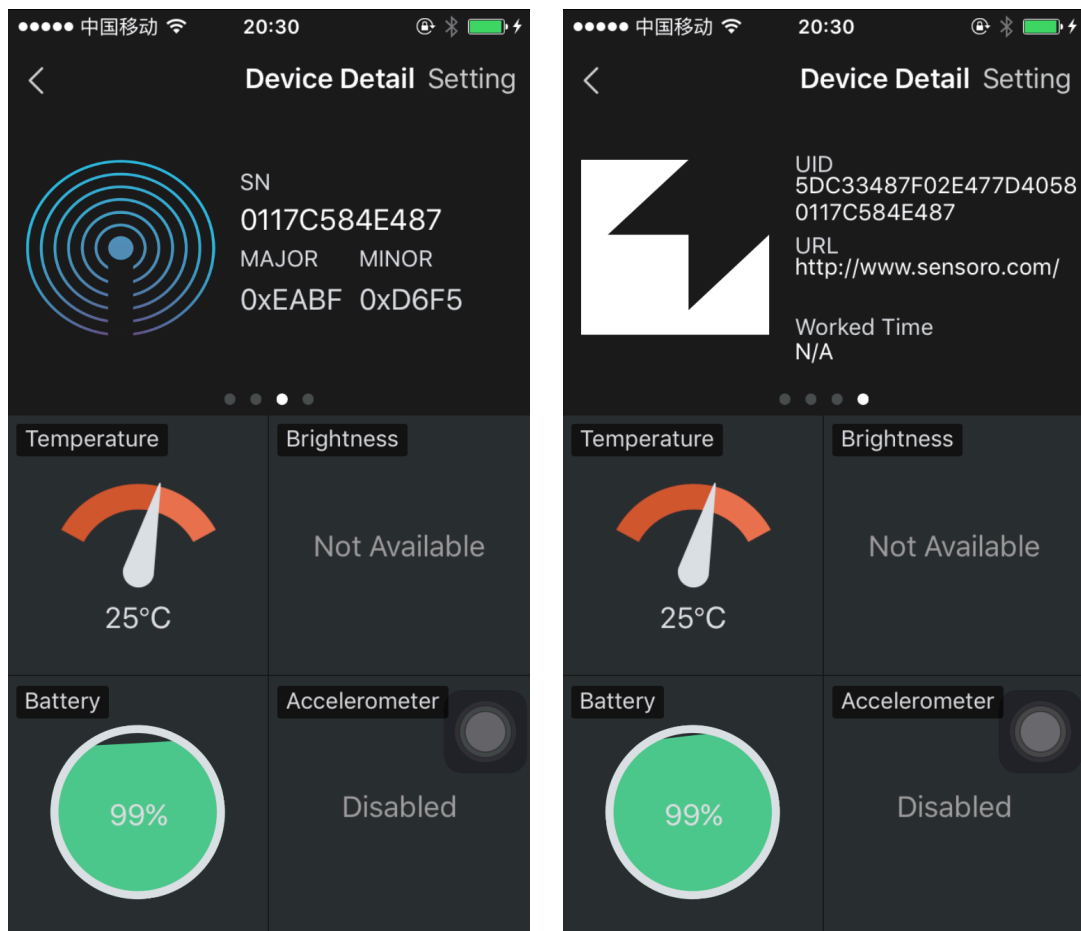 中国移动 20:30
Device Detail Setting
SN
0117C584E487
MAJOR MINOR
0xEABF 0xD6F5
Temperature Brightness
Not Available
25°C
Battery Accelerometer
99% Disabled
中国移动 20:30
Device Detail Setting
UID
5DC33487F02E477D4058
0117C584E487
URL
http://www.sensoro.com/
Worked Time
N/A
Temperature Brightness
Not Available
25°C
Battery Accelerometer
99% Disabled